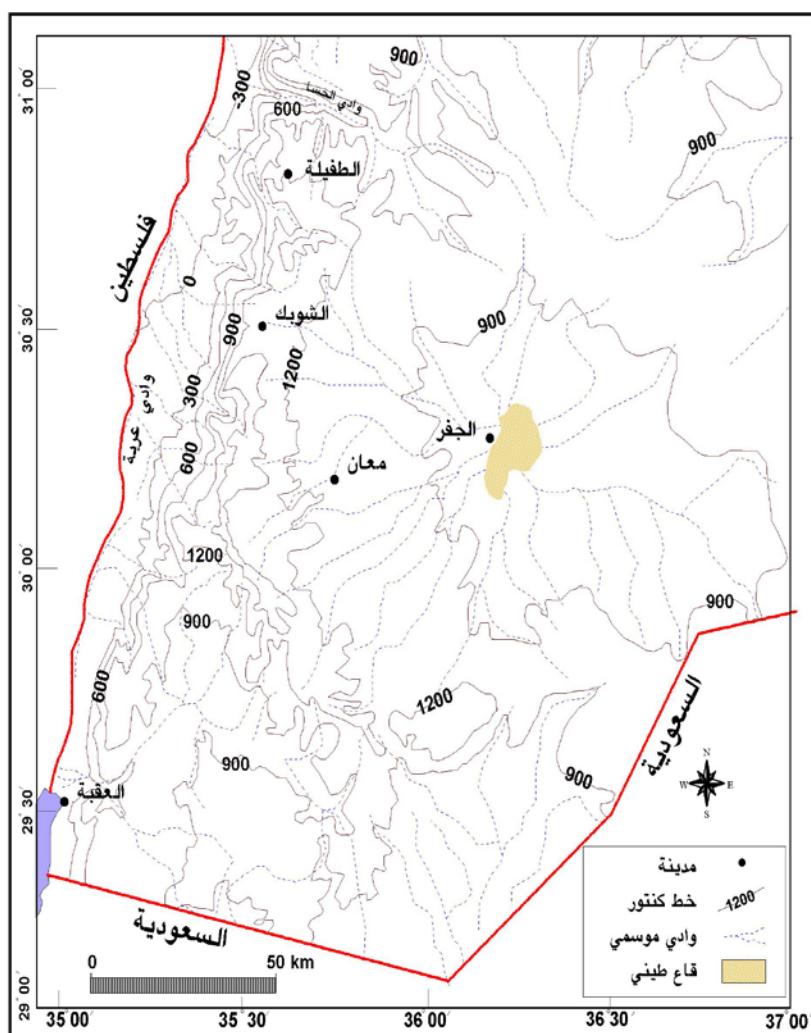 31° 00′
30° 30′
30° 00′
29° 30′
29° 00′
-300
900
وادي الحسا
600
900
الطفيلة
فلسطين
0
الشوبك
900
900
1200
300
وادي عربة
الجفر
600
معان
1200
900
900
600
1200
السعودية
900
900
N
W E
S
العقبة
السعودية
0 50 km
مدينة
خط كنتور
1200
وادي موسمي
قاع طيني
35°00′ 35°30′ 36°00′ 36°30′ 37°00′